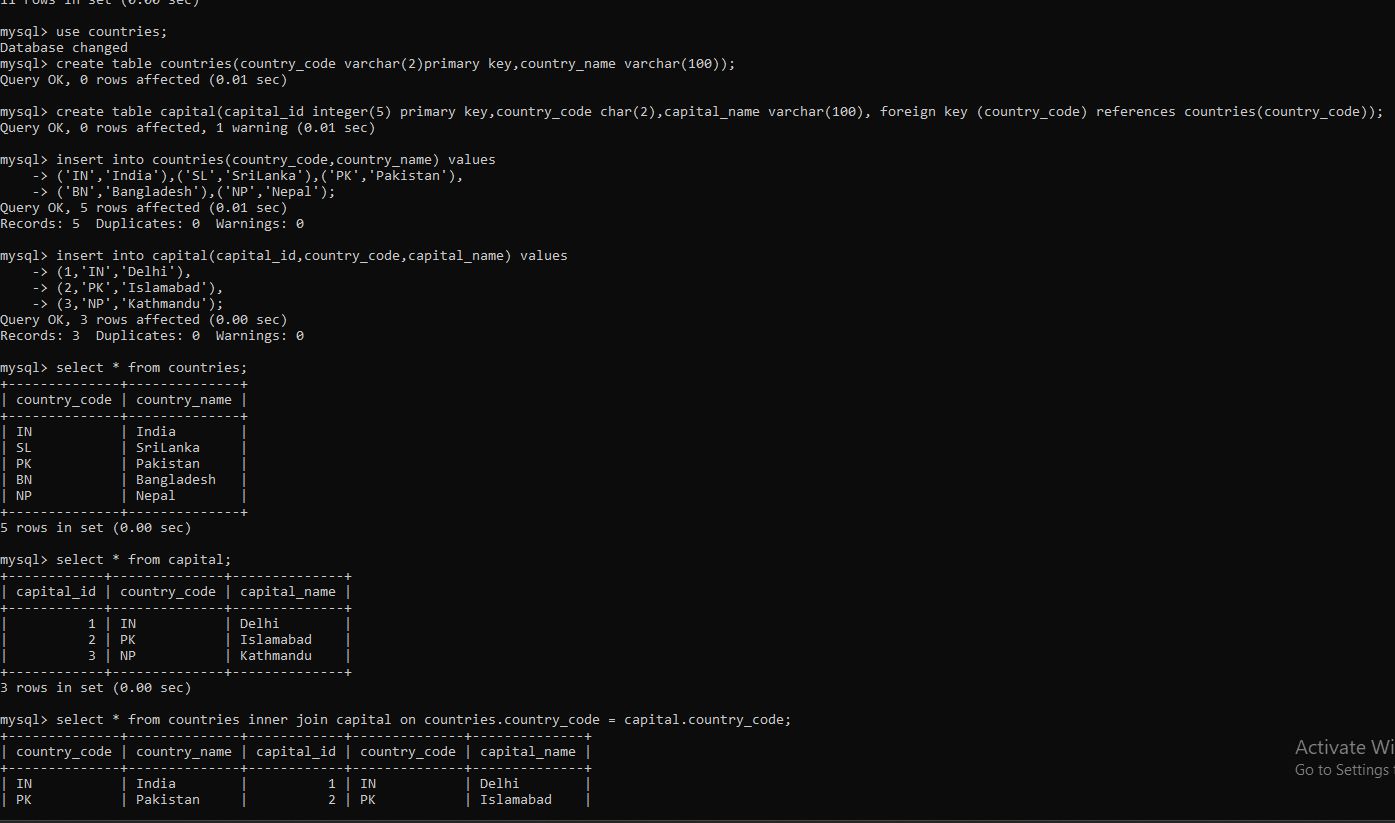 11 rows in set (0.00 sec)
mysql> use countries;
Database changed
mysql> create table countries(country_code varchar(2)primary key,country_name varchar(100));
Query OK, 0 rows affected (0.01 sec)
mysql> create table capital(capital_id integer(5) primary key,country_code char(2),capital_name varchar(100), foreign key (country_code) references countries(country_code));
Query OK, 0 rows affected, 1 warning (0.01 sec)
mysql> insert into countries(country_code,country_name) values
    -> ('IN','India'),('SL','SriLanka'),('PK','Pakistan'),
    -> ('BN','Bangladesh'),('NP','Nepal');
Query OK, 5 rows affected (0.01 sec)
Records: 5  Duplicates: 0  Warnings: 0
mysql> insert into capital(capital_id,country_code,capital_name) values
    -> (1,'IN','Delhi'),
    -> (2,'PK','Islamabad'),
    -> (3,'NP','Kathmandu');
Query OK, 3 rows affected (0.00 sec)
Records: 3  Duplicates: 0  Warnings: 0
mysql> select * from countries;
+--------------+--------------+
| country_code | country_name |
+--------------+--------------+
| IN           | India        |
| SL           | SriLanka     |
| PK           | Pakistan     |
| BN           | Bangladesh   |
| NP           | Nepal        |
+--------------+--------------+
5 rows in set (0.00 sec)
mysql> select * from capital;
+------------+--------------+--------------+
| capital_id | country_code | capital_name |
+------------+--------------+--------------+
|          1 | IN           | Delhi        |
|          2 | PK           | Islamabad    |
|          3 | NP           | Kathmandu    |
+------------+--------------+--------------+
3 rows in set (0.00 sec)
mysql> select * from countries inner join capital on countries.country_code = capital.country_code;
+--------------+--------------+------------+--------------+--------------+
| country_code | country_name | capital_id | country_code | capital_name |
+--------------+--------------+------------+--------------+--------------+
| IN           | India        |          1 | IN           | Delhi        |
| PK           | Pakistan     |          2 | PK           | Islamabad    |
Activate Wi
Go to Settings t